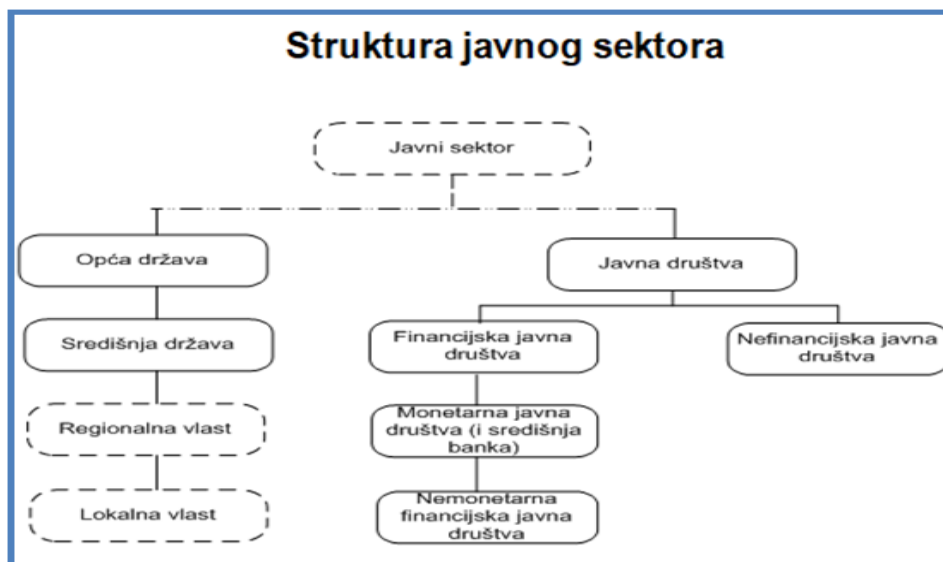 Struktura javnog sektora
Javni sektor
Opća država
Javna društva
Središnja država
Financijska javna
društva
Nefinancijska javna
društva
Regionalna vlast
Monetarna javna
društva (i središnja
banka)
Lokalna vlast
Nemonetarna
financijska javna
društva